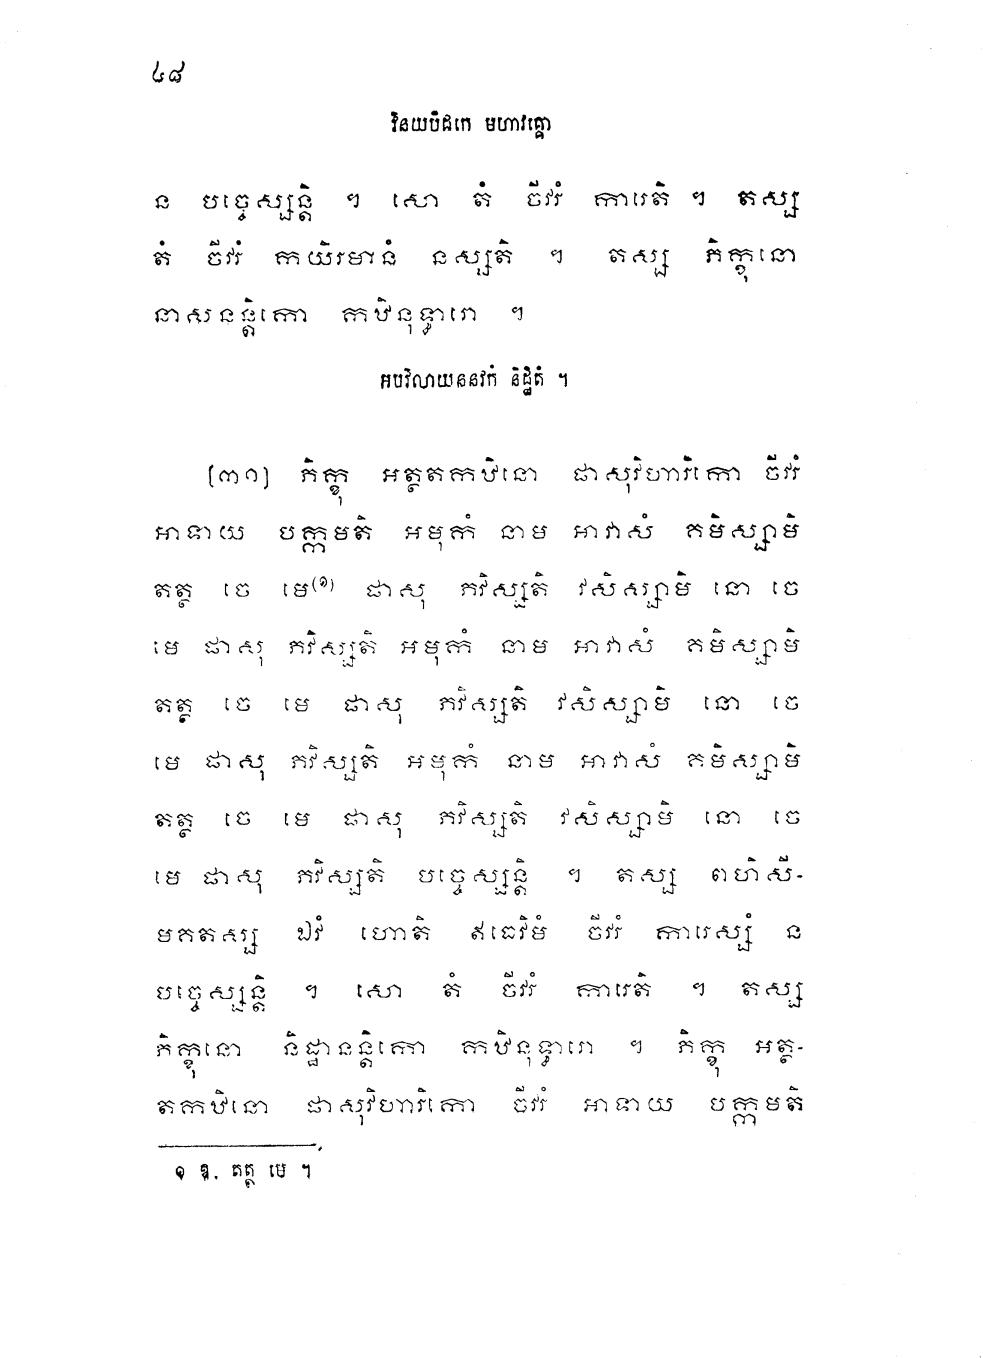 ៤៨
វិនយបិដកេ មហាវគ្គោ
ន បច្ចេស្សន្តិ ។ សោ តំ ចីវរំ ការេតិ ។ តស្ស
តំ ចីវរំ កយិរមានំ នស្សតិ ។ តស្ស ភិក្ខុនោ
នាសនន្តិកោ កឋិនុទ្ធារោ ។
អបវិលាយននវកំ និដ្ឋិតំ ។
[៣១] ភិក្ខុ អត្ថតកឋិនោ ផាសុវិហារិកោ ចីវរំ
អាទាយ បក្កមតិ អមុកំ នាម អាវាសំ គមិស្សាមិ
តត្ថ ចេ មេ(១) ផាសុ ភវិស្សតិ វសិស្សាមិ នោ ចេ
មេ ផាសុ ភវិស្សតិ អមុកំ នាម អាវាសំ គមិស្សាមិ
តត្ថ ចេ មេ ផាសុ ភវិស្សតិ វសិស្សាមិ នោ ចេ
មេ ផាសុ ភវិស្សតិ អមុកំ នាម អាវាសំ គមិស្សាមិ
តត្ថ ចេ មេ ផាសុ ភវិស្សតិ វសិស្សាមិ នោ ចេ
មេ ផាសុ ភវិស្សតិ បច្ចេស្សន្តិ ។ តស្ស ពហិសី-
មគតស្ស ឯវំ ហោតិ ឥធេវិមំ ចីវរំ ការេស្សំ ន
បច្ចេស្សន្តិ ។ សោ តំ ចីវរំ ការេតិ ។ តស្ស
ភិក្ខុនោ និដ្ឋានន្តិកោ កឋិនុទ្ធារោ ។ ភិក្ខុ អត្ថ-
តកឋិនោ ផាសុវិហារិកោ ចីវរំ អាទាយ បក្កមតិ
១ ឱ. តត្ថ មេ ។